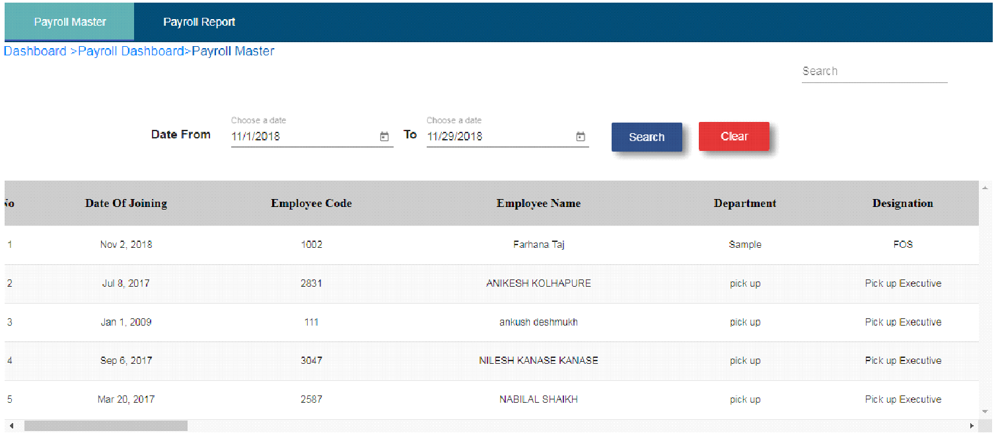 Payroll Master Payroll Report
Dashboard >Payroll Dashboard>Payroll Master
Search
Choose a date Choose a date
Date From 11/1/2018 To 11/29/2018 Search Clear
No Date Of Joining Employee Code Employee Name Department Designation
1 Nov 2, 2018 1002 Farhana Taj Sample FOS
2 Jul 8, 2017 2831 ANIKESH KOLHAPURE pick up Pick up Executive
3 Jan 1, 2009 111 ankush deshmukh pick up Pick up Executive
4 Sep 6, 2017 3047 NILESH KANASE KANASE pick up Pick up Executive
5 Mar 20, 2017 2587 NABILAL SHAIKH pick up Pick up Executive